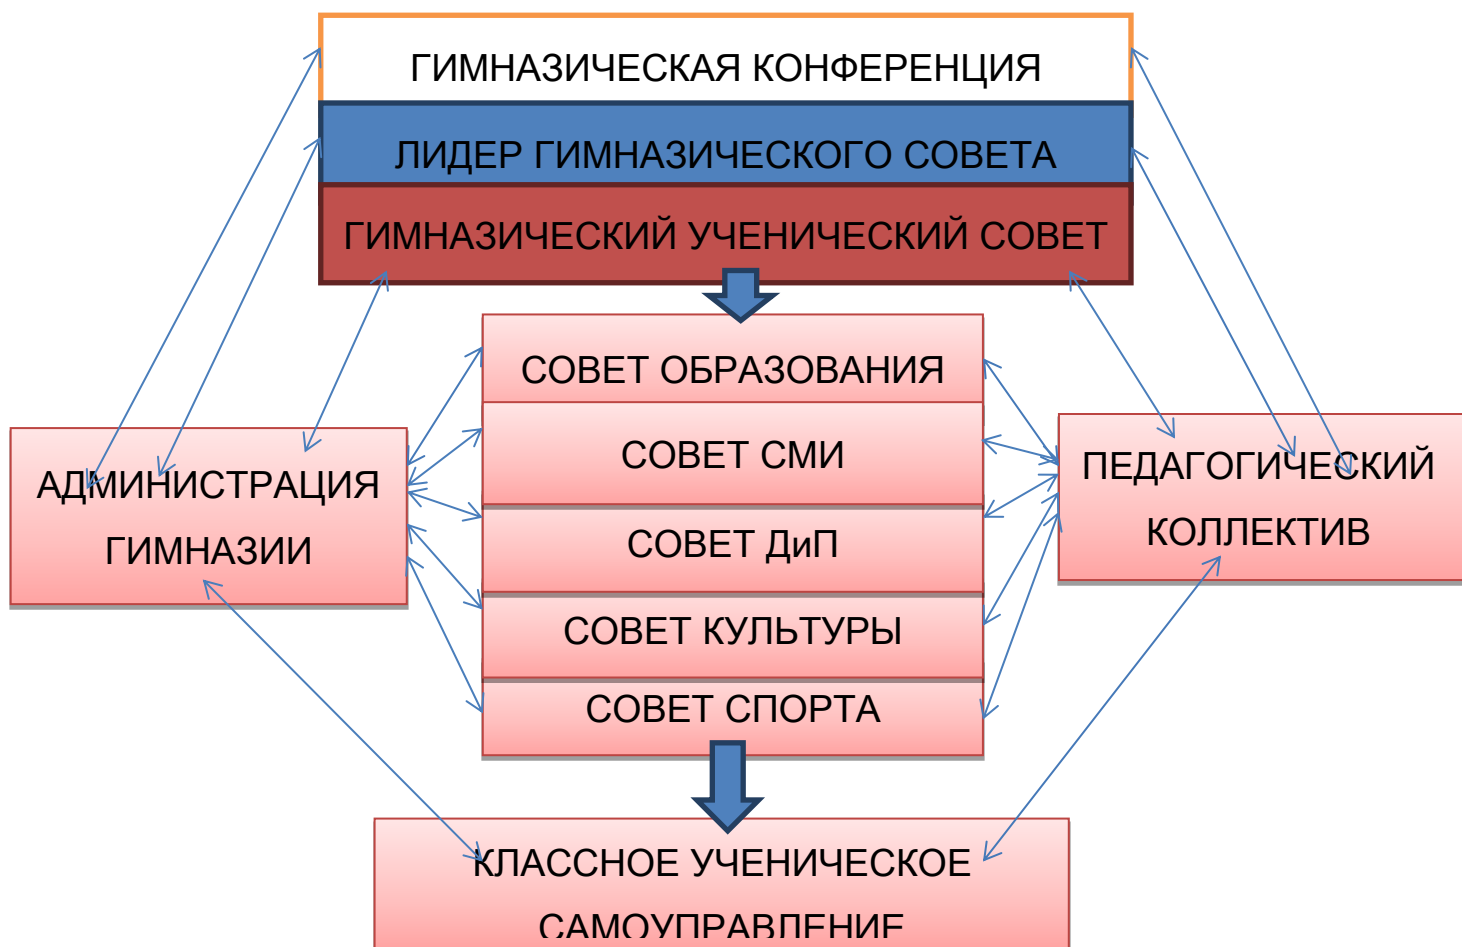 ГИМНАЗИЧЕСКАЯ КОНФЕРЕНЦИЯ
ЛИДЕР ГИМНАЗИЧЕСКОГО СОВЕТА
ГИМНАЗИЧЕСКИЙ УЧЕНИЧЕСКИЙ СОВЕТ
СОВЕТ ОБРАЗОВАНИЯ
СОВЕТ СМИ
СОВЕТ ДиП
СОВЕТ КУЛЬТУРЫ
СОВЕТ СПОРТА
АДМИНИСТРАЦИЯ
ГИМНАЗИИ
ПЕДАГОГИЧЕСКИЙ
КОЛЛЕКТИВ
КЛАССНОЕ УЧЕНИЧЕСКОЕ
САМОУПРАВЛЕНИЕ